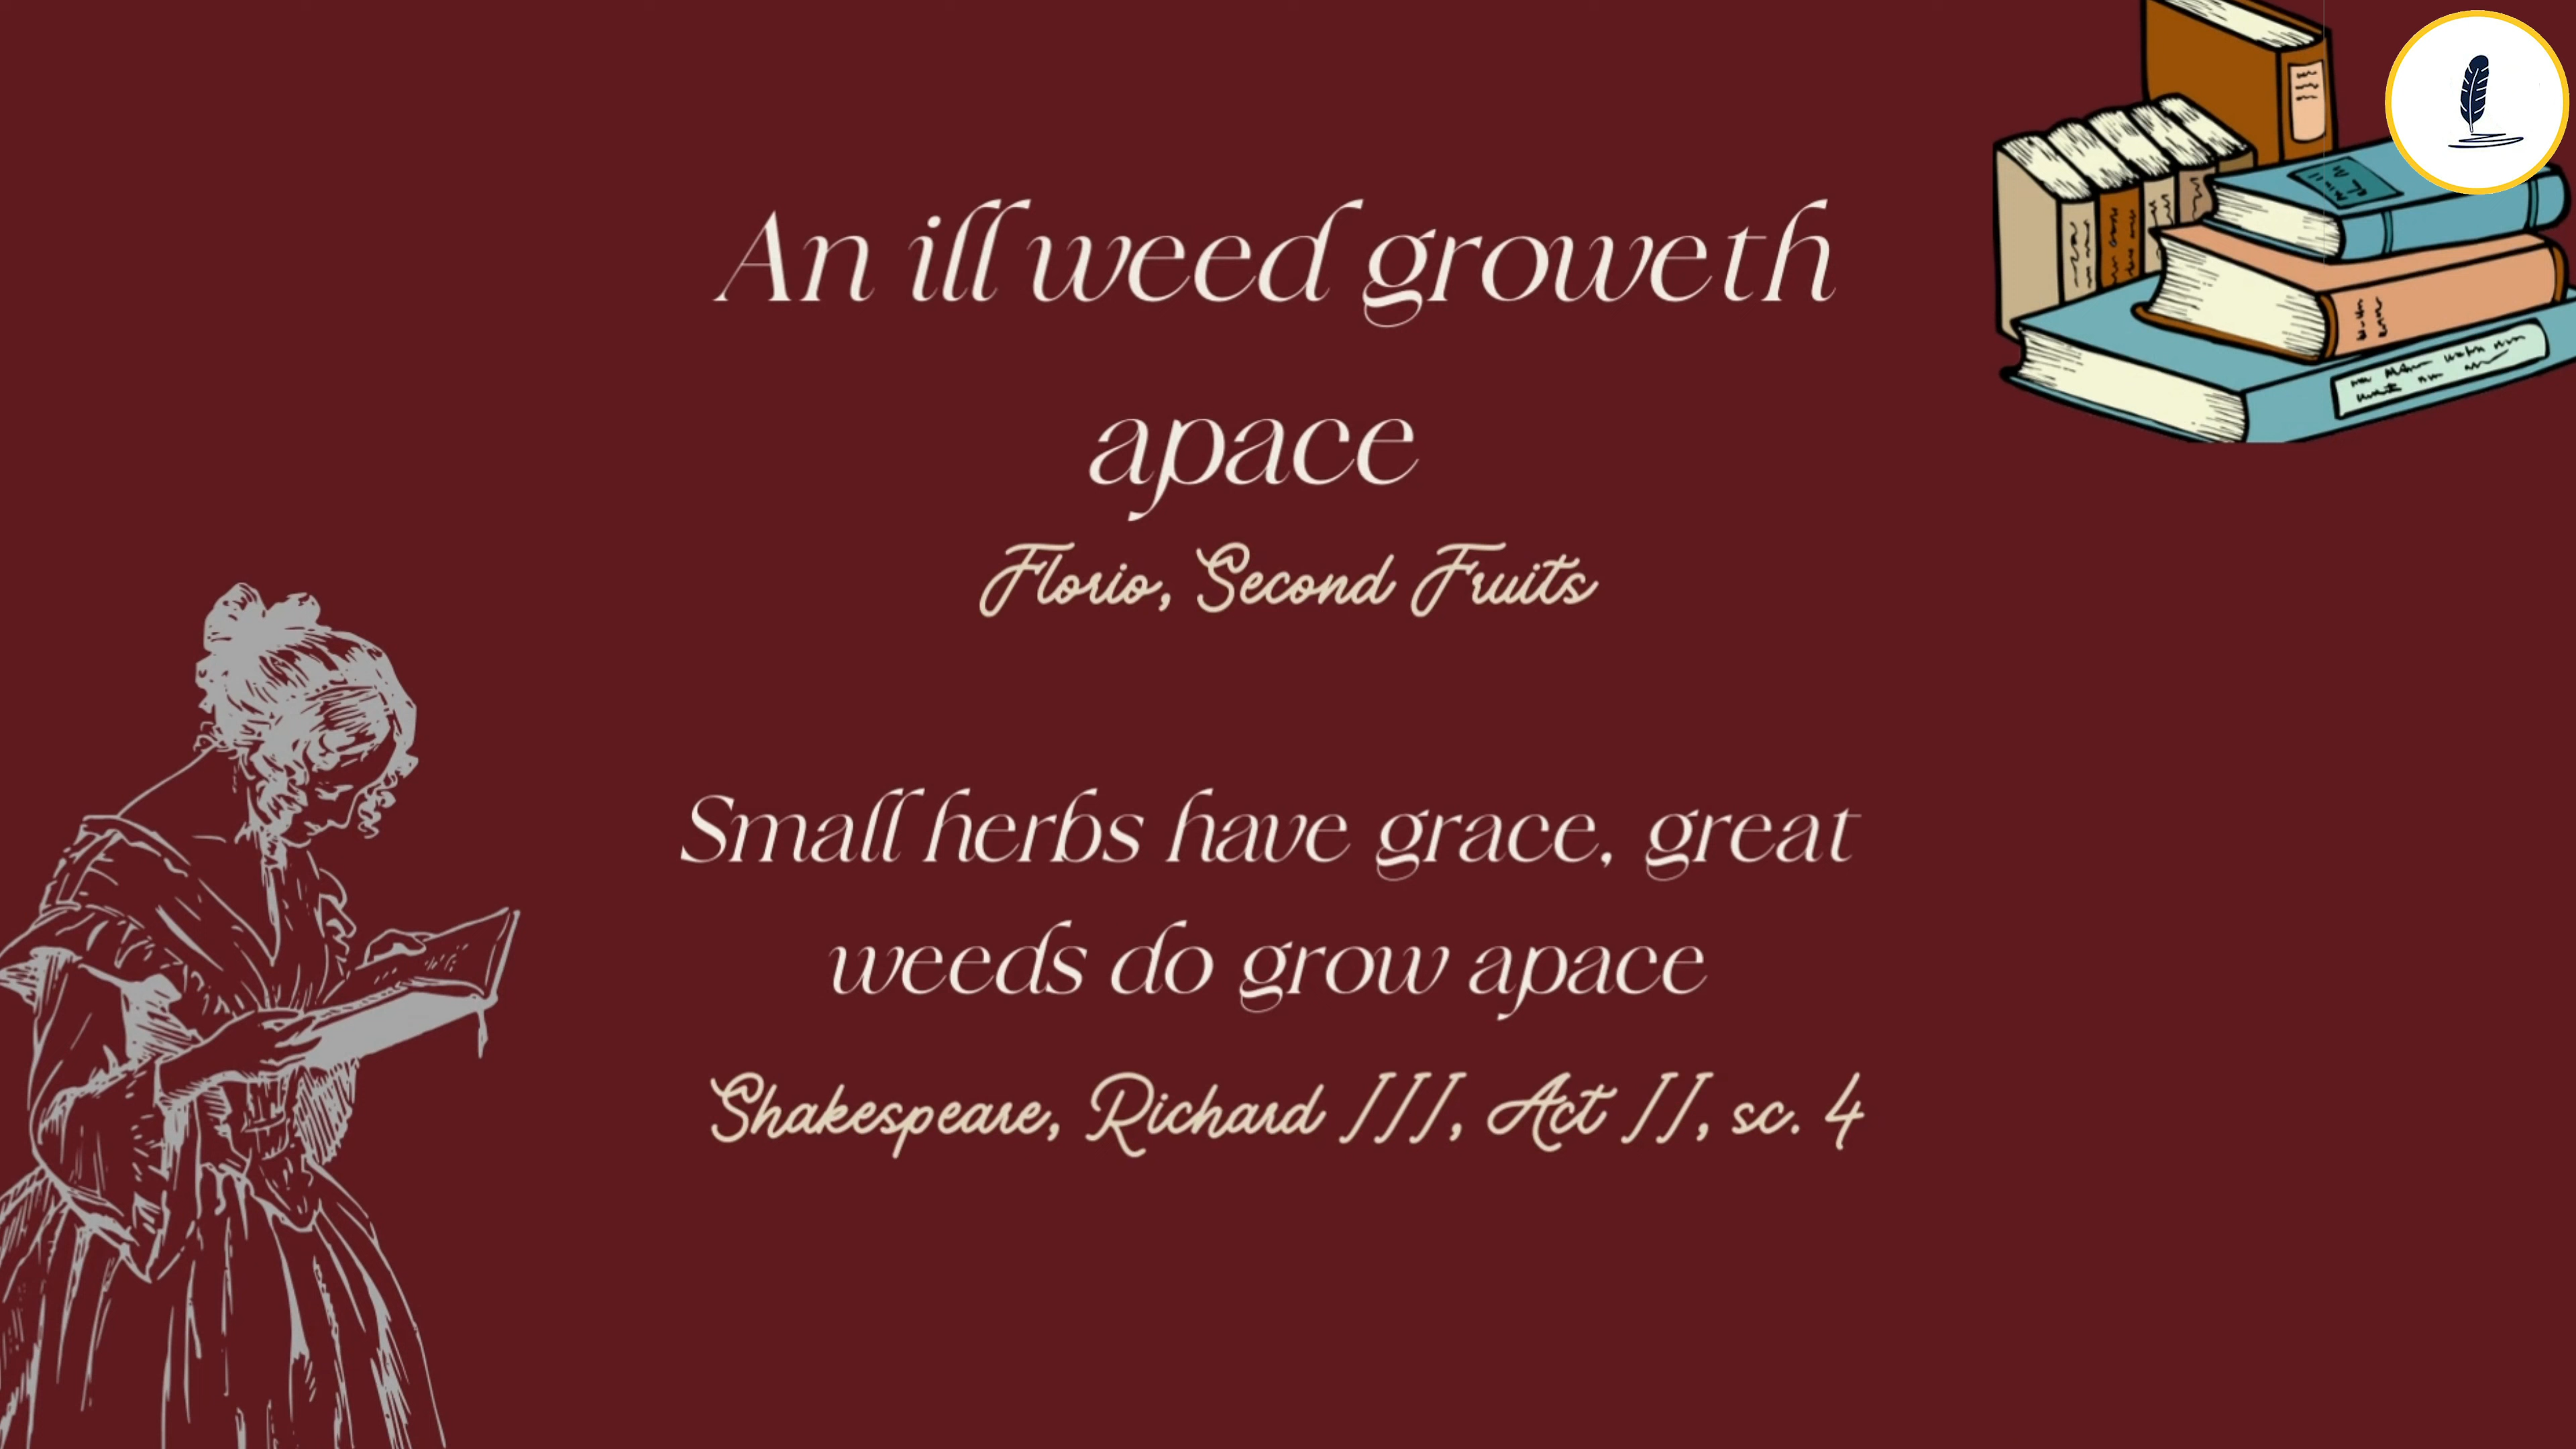 An ill weed groweth
apace
Florio, Second Fruits
Small herbs have grace, great
weeds do grow apace
Shakespeare, Richard III, Act II, sc. 4